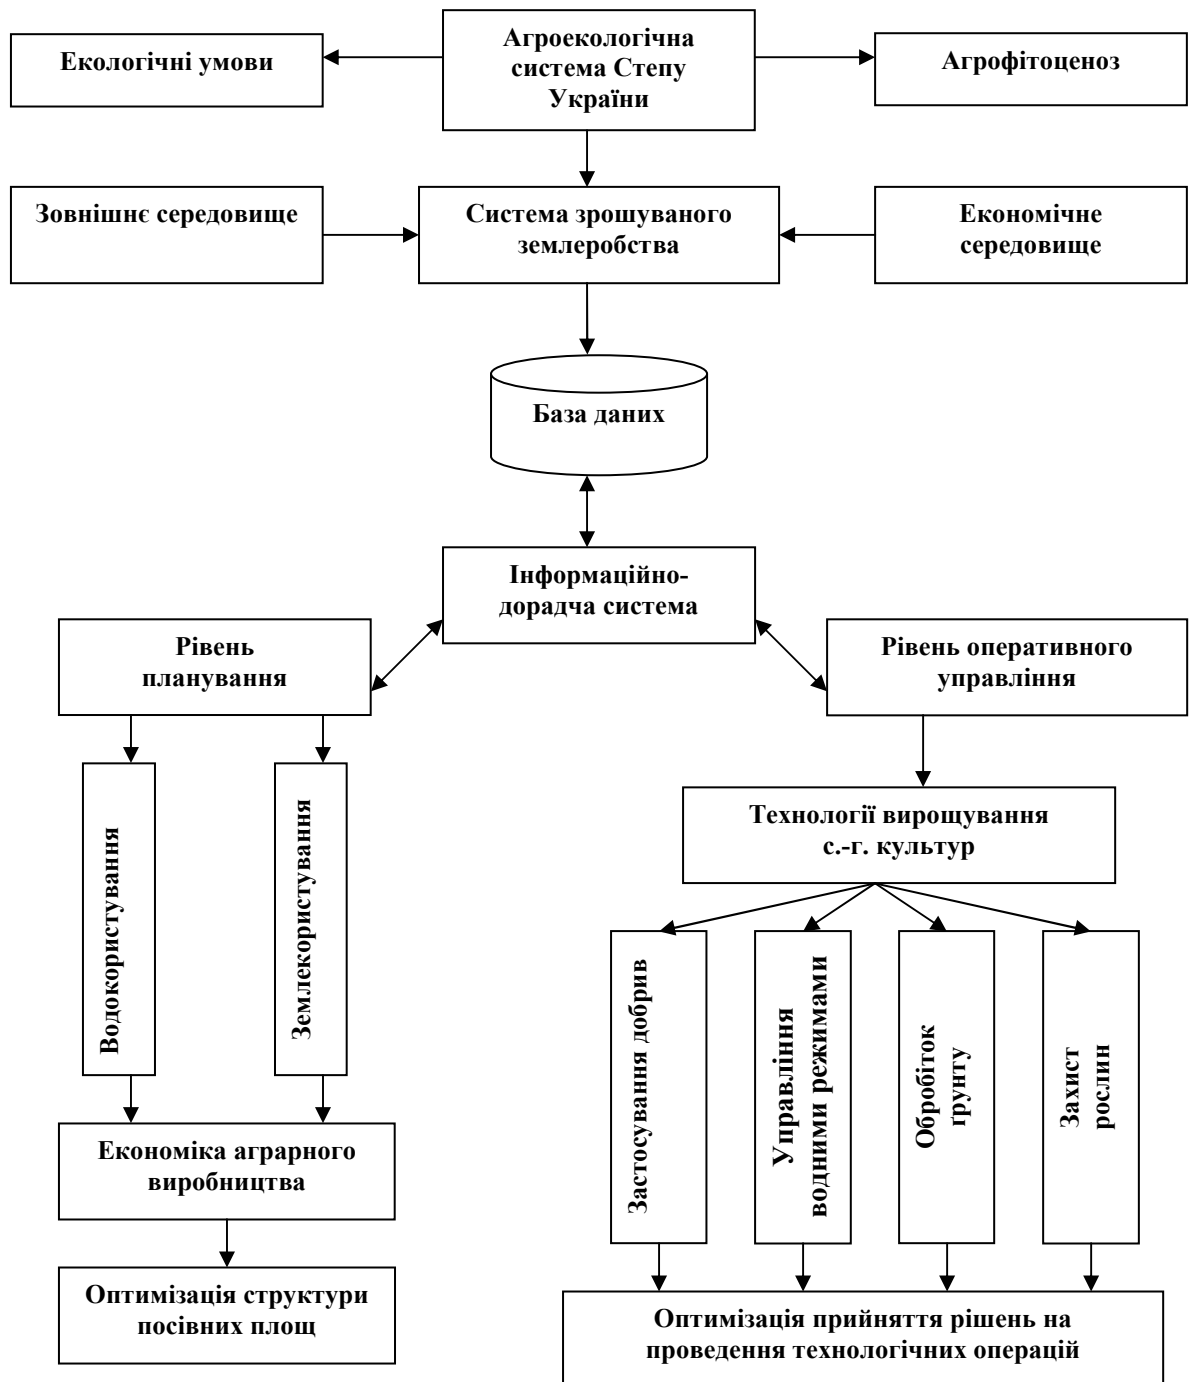 Екологічні умови
Агроекологічна
система Степу
України
Агрофітоценоз
Зовнішнє середовище
Система зрошуваного
землеробства
Економічне
середовище
База даних
Інформаційно-
дорадча система
Рівень
планування
Рівень оперативного
управління
Водокористування
Землекористування
Технології вирощування
с.-г. культур
Застосування добрив
Управління
водними режимами
Обробіток
ґрунту
Захист
рослин
Економіка аграрного
виробництва
Оптимізація структури
посівних площ
Оптимізація прийняття рішень на
проведення технологічних операцій